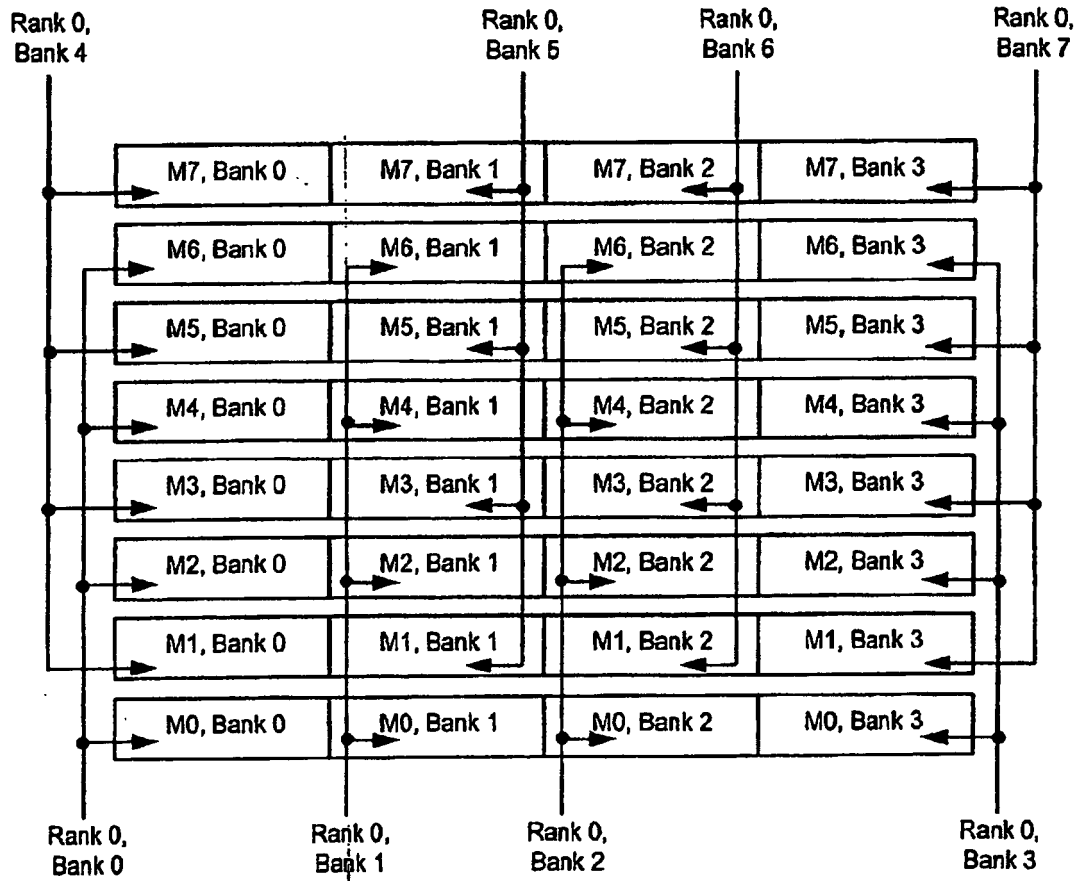 Rank 0,
Bank 4
Rank 0,
Bank 5
Rank 0,
Bank 6
Rank 0,
Bank 7
M7, Bank 0
M7, Bank 1
M7, Bank 2
M7, Bank 3
M6, Bank 0
M6, Bank 1
M6, Bank 2
M6, Bank 3
M5, Bank 0
M5, Bank 1
M5, Bank 2
M5, Bank 3
M4, Bank 0
M4, Bank 1
M4, Bank 2
M4, Bank 3
M3, Bank 0
M3, Bank 1
M3, Bank 2
M3, Bank 3
M2, Bank 0
M2, Bank 1
M2, Bank 2
M2, Bank 3
M1, Bank 0
M1, Bank 1
M1, Bank 2
M1, Bank 3
M0, Bank 0
M0, Bank 1
M0, Bank 2
M0, Bank 3
Rank 0,
Bank 0
Rank 0,
Bank 1
Rank 0,
Bank 2
Rank 0,
Bank 3